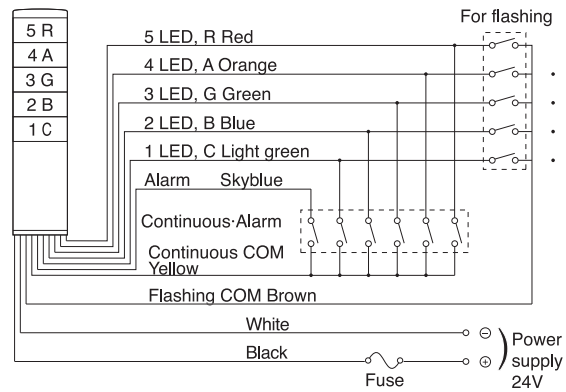 For flashing
5 R
4 A
3 G
2 B
1 C
5 LED, R Red
4 LED, A Orange
3 LED, G Green
2 LED, B Blue
1 LED, C Light green
Alarm Skyblue
Continuous·Alarm
Continuous COM
Yellow
Flashing COM Brown
White
Black
Fuse
⊖
⊕
Power
supply
24V